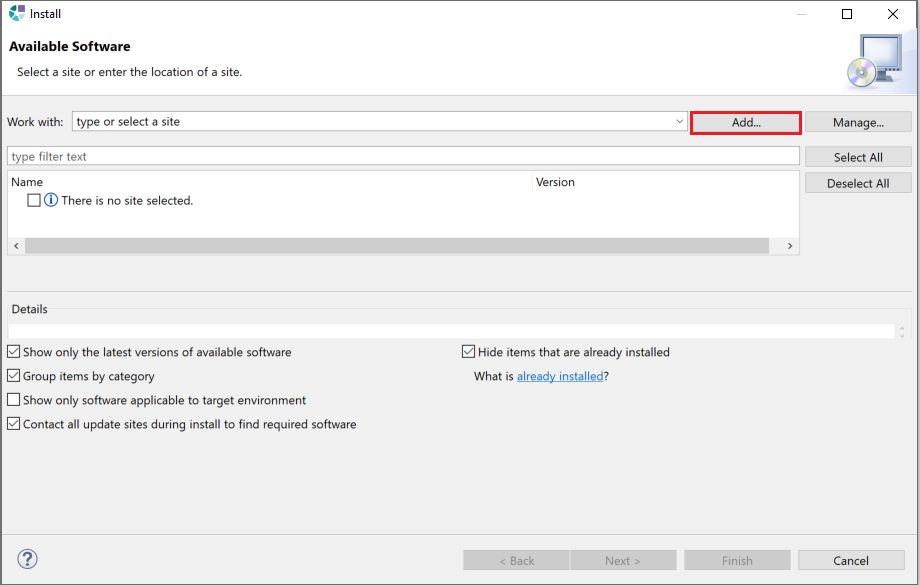 Install
Available Software
Select a site or enter the location of a site.
Work with: type or select a site Add... Manage...
type filter text Select All
Name Version Deselect All
There is no site selected.
Details
Show only the latest versions of available software Hide items that are already installed
Group items by category What is already installed?
Show only software applicable to target environment
Contact all update sites during install to find required software
? < Back Next > Finish Cancel